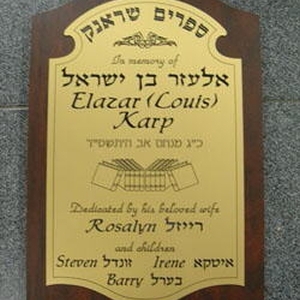 ספרים שראנק
In memory of
אלעזר בן ישראל
Elazar (Louis)
Karp
כ״ג מנחם אב ה׳תשס״ד
Dedicated by his beloved wife
Rosalyn רייזל
and children
Steven זונדל Irene איטקא
Barry בערל